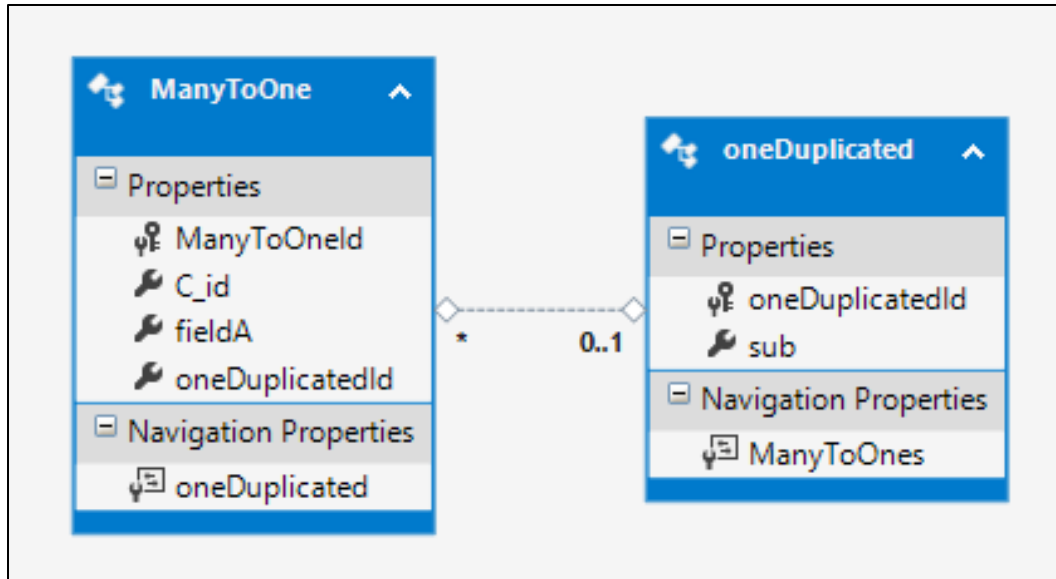 ManyToOne
Properties
ManyToOneId
C_id
fieldA
oneDuplicatedId
Navigation Properties
oneDuplicated
*
0..1
oneDuplicated
Properties
oneDuplicatedId
sub
Navigation Properties
ManyToOnes